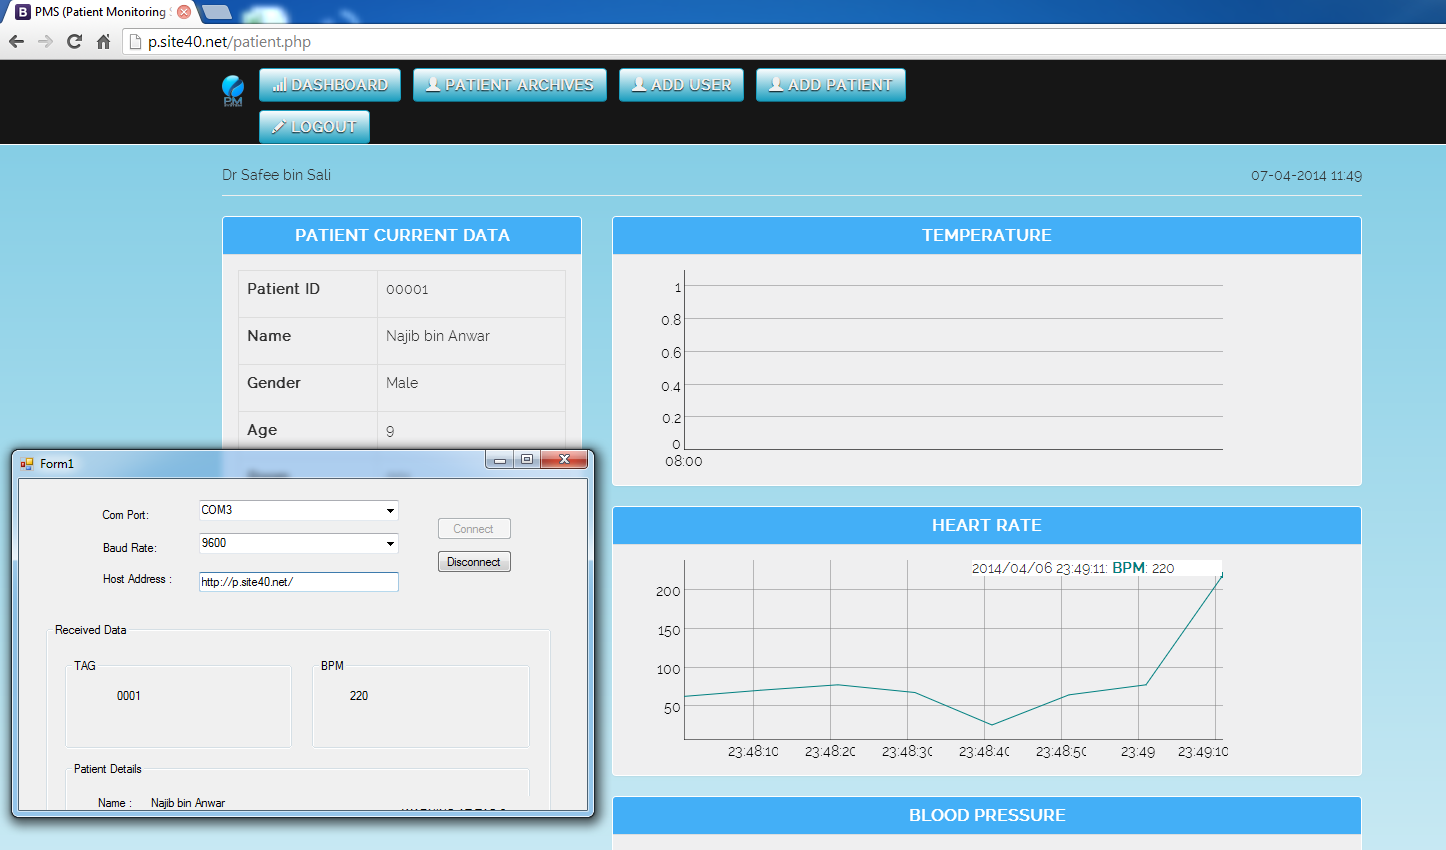 PMS (Patient Monitoring
p.site40.net/patient.php
PM
DASHBOARD
PATIENT ARCHIVES
ADD USER
ADD PATIENT
LOGOUT
Dr Safee bin Sali
07-04-2014 11:49
PATIENT CURRENT DATA
Patient ID 00001
Name Najib bin Anwar
Gender Male
Age 9
TEMPERATURE
1
0.8
0.6
0.4
0.2
0
08:00
HEART RATE
2014/04/06 23:49:11: BPM: 220
200
150
100
50
23:48:10 23:48:20 23:48:30 23:48:40 23:48:50 23:49 23:49:10
BLOOD PRESSURE
Form1
Com Port: COM3
Connect
Baud Rate: 9600
Disconnect
Host Address : http://p.site40.net/
Received Data
TAG
0001
BPM
220
Patient Details
Name : Najib bin Anwar